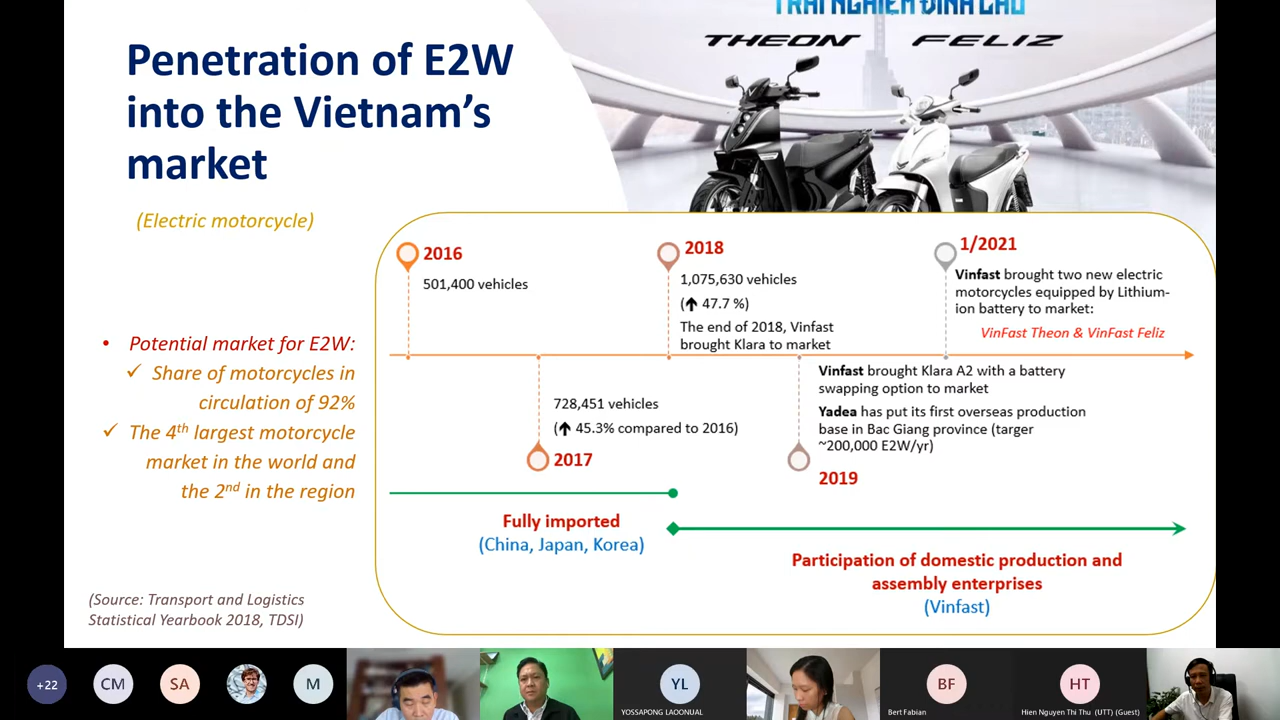 TRẢI NGHIỆM ĐỈNH CAO
THEON FELIZ
Penetration of E2W
into the Vietnam's
market
(Electric motorcycle)
2016
501,400 vehicles
2018
1,075,630 vehicles
(⬆ 47.7 %)
The end of 2018, Vinfast
brought Klara to market
1/2021
Vinfast brought two new electric
motorcycles equipped by Lithium-
ion battery to market:
VinFast Theon & VinFast Feliz
• Potential market for E2W:
✓ Share of motorcycles in
circulation of 92%
✓ The 4th largest motorcycle
market in the world and
the 2nd in the region
728,451 vehicles
(⬆ 45.3% compared to 2016)
2017
Vinfast brought Klara A2 with a battery
swapping option to market
Yadea has put its first overseas production
base in Bac Giang province (targer
~200,000 E2W/yr)
2019
Fully imported
(China, Japan, Korea)
Participation of domestic production and
assembly enterprises
(Vinfast)
(Source: Transport and Logistics
Statistical Yearbook 2018, TDSI)
+22
CM
SA
M
YL
YOSSAPONG LAOONUAL
BF
Bert Fabian
HT
Hien Nguyen Thi Thu (UTT) (Guest)